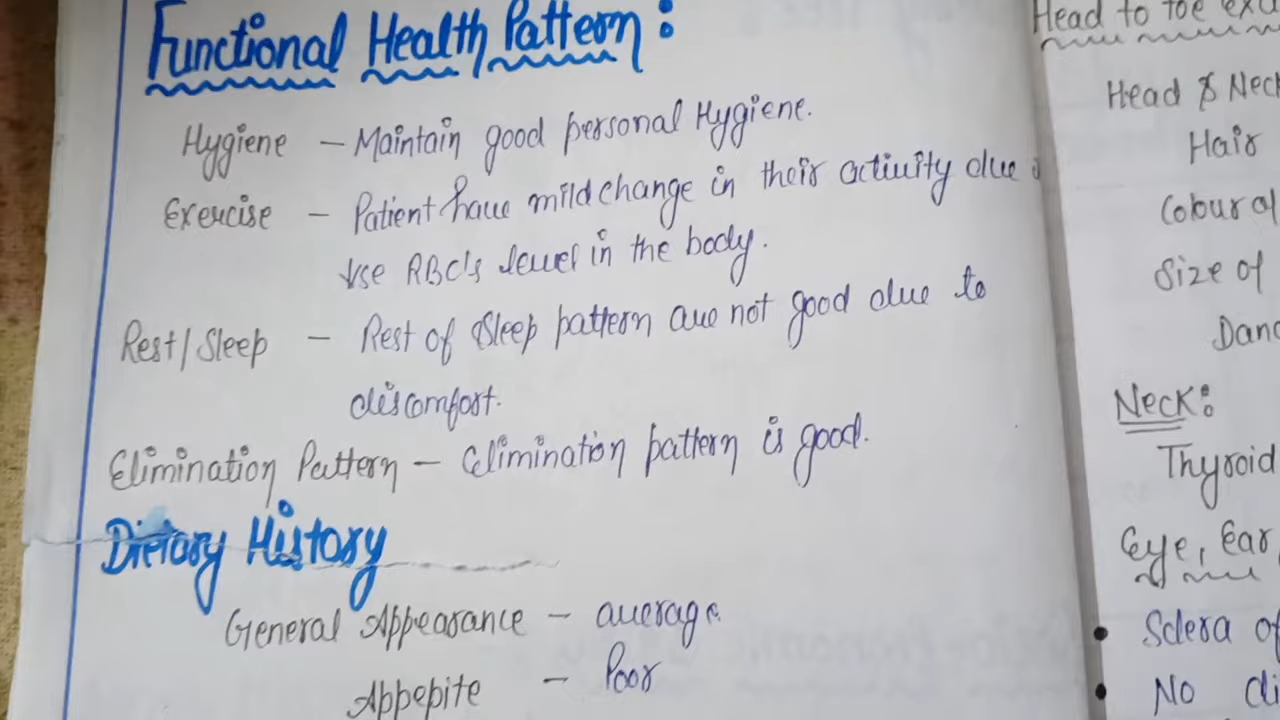 Functional Health Pattern:
Hygiene - Maintain good personal Hygiene.
Exercise - Patient have mild change in their activity due
↓se RBC's level in the body.
Rest/Sleep - Rest of Sleep pattern are not good due to
discomfort.
Elimination Pattern - Elimination pattern is good.
Dietary History
General Appearance - average
Appepite - Poor
Head to toe exa
Head & Neck
Hair
Colour of
Size of
Dand
Neck:
Thyroid
Eye, Ear,
• Sclera of
• No di